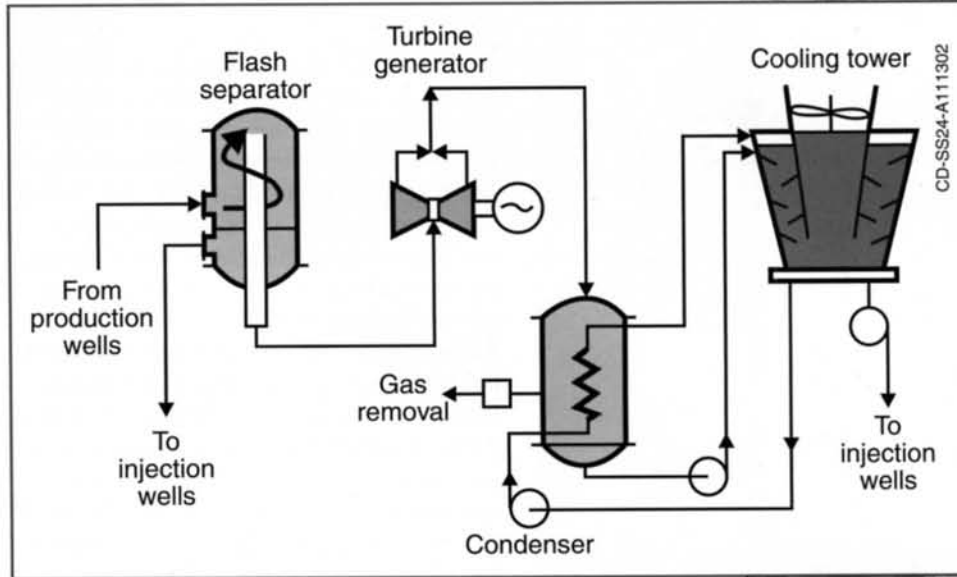 Flash
separator
Turbine
generator
Cooling tower
CD-SS24-A111302
From
production
wells
To
injection
wells
Gas
removal
Condenser
To
injection
wells